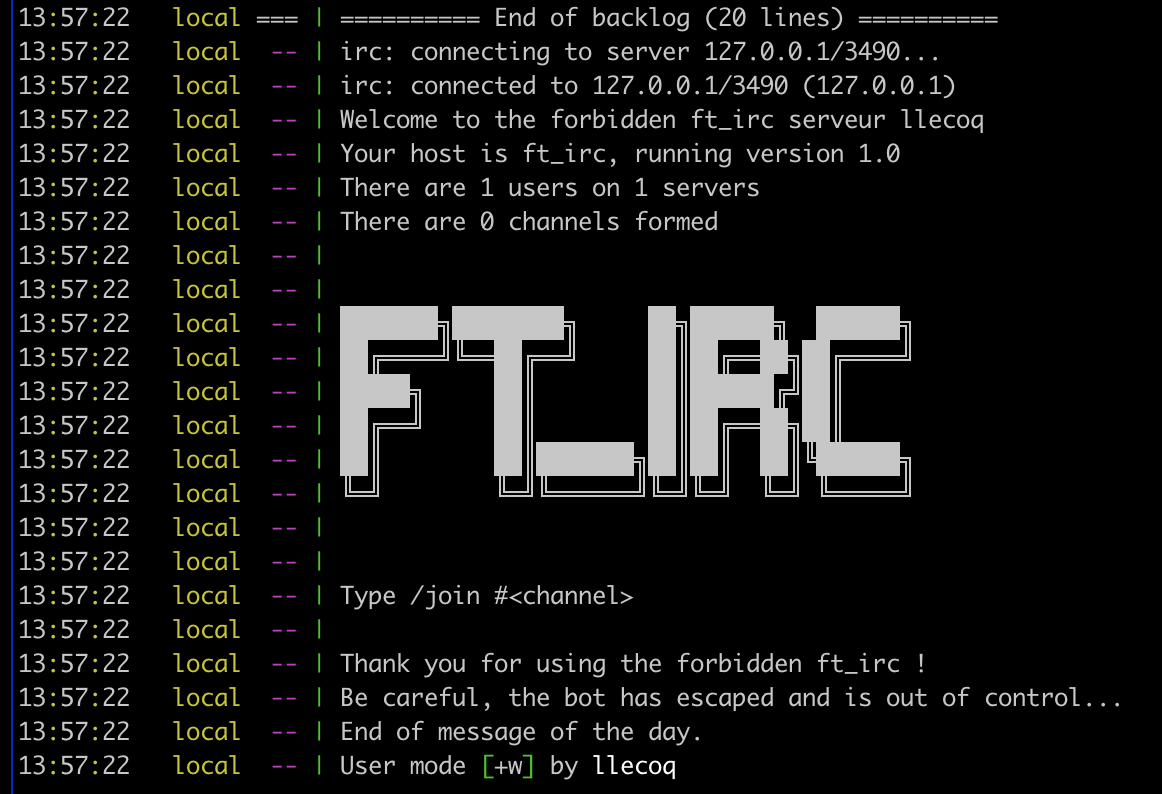 13:57:22 local === | ========== End of backlog (20 lines) ==========
13:57:22 local -- | irc: connecting to server 127.0.0.1/3490...
13:57:22 local -- | irc: connected to 127.0.0.1/3490 (127.0.0.1)
13:57:22 local -- | Welcome to the forbidden ft_irc serveur llecoq
13:57:22 local -- | Your host is ft_irc, running version 1.0
13:57:22 local -- | There are 1 users on 1 servers
13:57:22 local -- | There are 0 channels formed
13:57:22 local -- |
13:57:22 local -- |
13:57:22 local -- |
13:57:22 local -- |
13:57:22 local -- |
FT_IRC
13:57:22 local -- |
13:57:22 local -- |
13:57:22 local -- |
13:57:22 local -- |
13:57:22 local -- |
13:57:22 local -- | Type /join #<channel>
13:57:22 local -- |
13:57:22 local -- | Thank you for using the forbidden ft_irc !
13:57:22 local -- | Be careful, the bot has escaped and is out of control...
13:57:22 local -- | End of message of the day.
13:57:22 local -- | User mode [+w] by llecoq